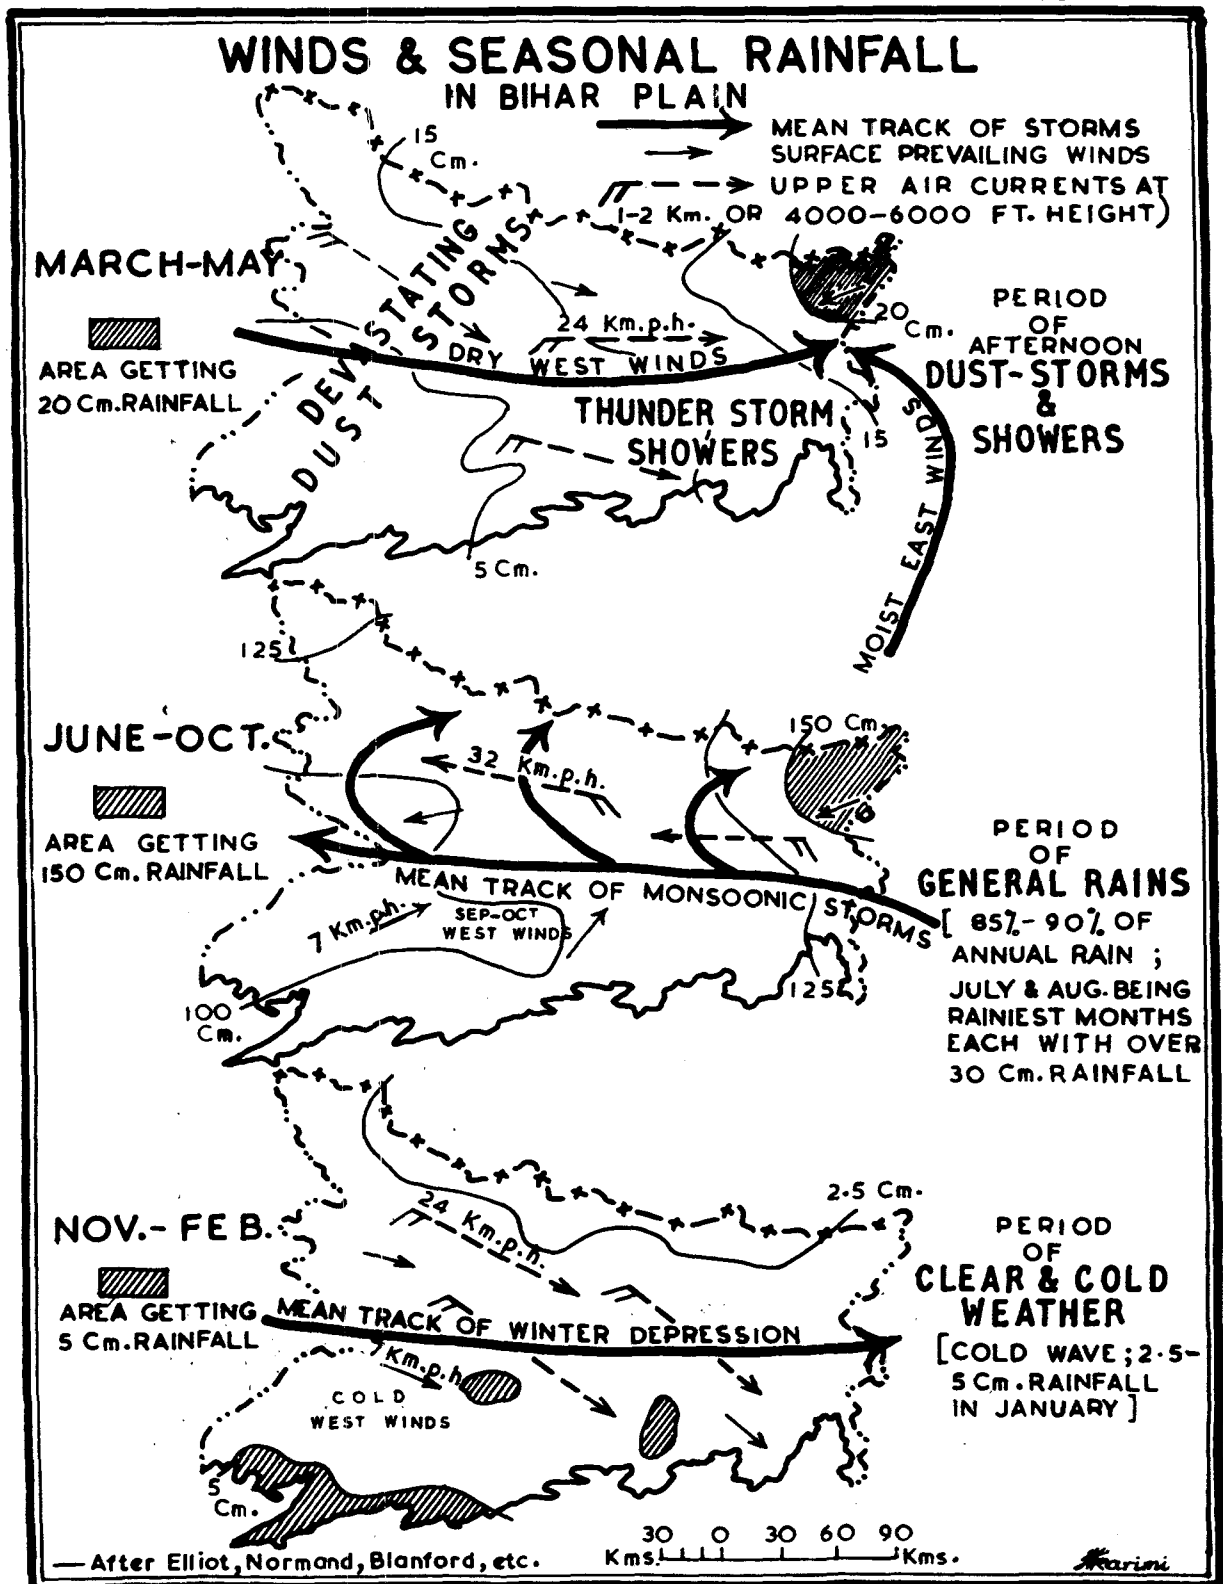 WINDS & SEASONAL RAINFALL
IN BIHAR PLAIN
MEAN TRACK OF STORMS
SURFACE PREVAILING WINDS
UPPER AIR CURRENTS AT
1-2 Km. OR 4000-6000 FT. HEIGHT)
15
Cm.
MARCH-MAY
AREA GETTING
20 Cm. RAINFALL
DEVASTATING
DUST STORMS
24 Km.p.h.
DRY WEST WINDS
THUNDER STORM
SHOWERS
20
Cm.
15
5 Cm.
MOIST EAST WINDS
PERIOD
OF
AFTERNOON
DUST-STORMS
&
SHOWERS
125
JUNE-OCT.
AREA GETTING
150 Cm. RAINFALL
150 Cm.
32 Km.p.h.
MEAN TRACK OF MONSOONIC STORMS
7 Km.p.h.
SEP-OCT
WEST WINDS
100
Cm.
125
PERIOD
OF
GENERAL RAINS
[ 85%-90% OF
ANNUAL RAIN ;
JULY & AUG. BEING
RAINIEST MONTHS
EACH WITH OVER
30 Cm. RAINFALL
NOV.-FEB.
AREA GETTING
5 Cm. RAINFALL
2.5 Cm.
24 Km.p.h.
MEAN TRACK OF WINTER DEPRESSION
7 Km.p.h
COLD
WEST WINDS
5
Cm.
PERIOD
OF
CLEAR & COLD
WEATHER
[COLD WAVE ; 2.5-
5 Cm. RAINFALL
IN JANUARY ]
30 0 30 60 90
Kms. Kms.
— After Elliot, Normand, Blanford, etc.
Karimi